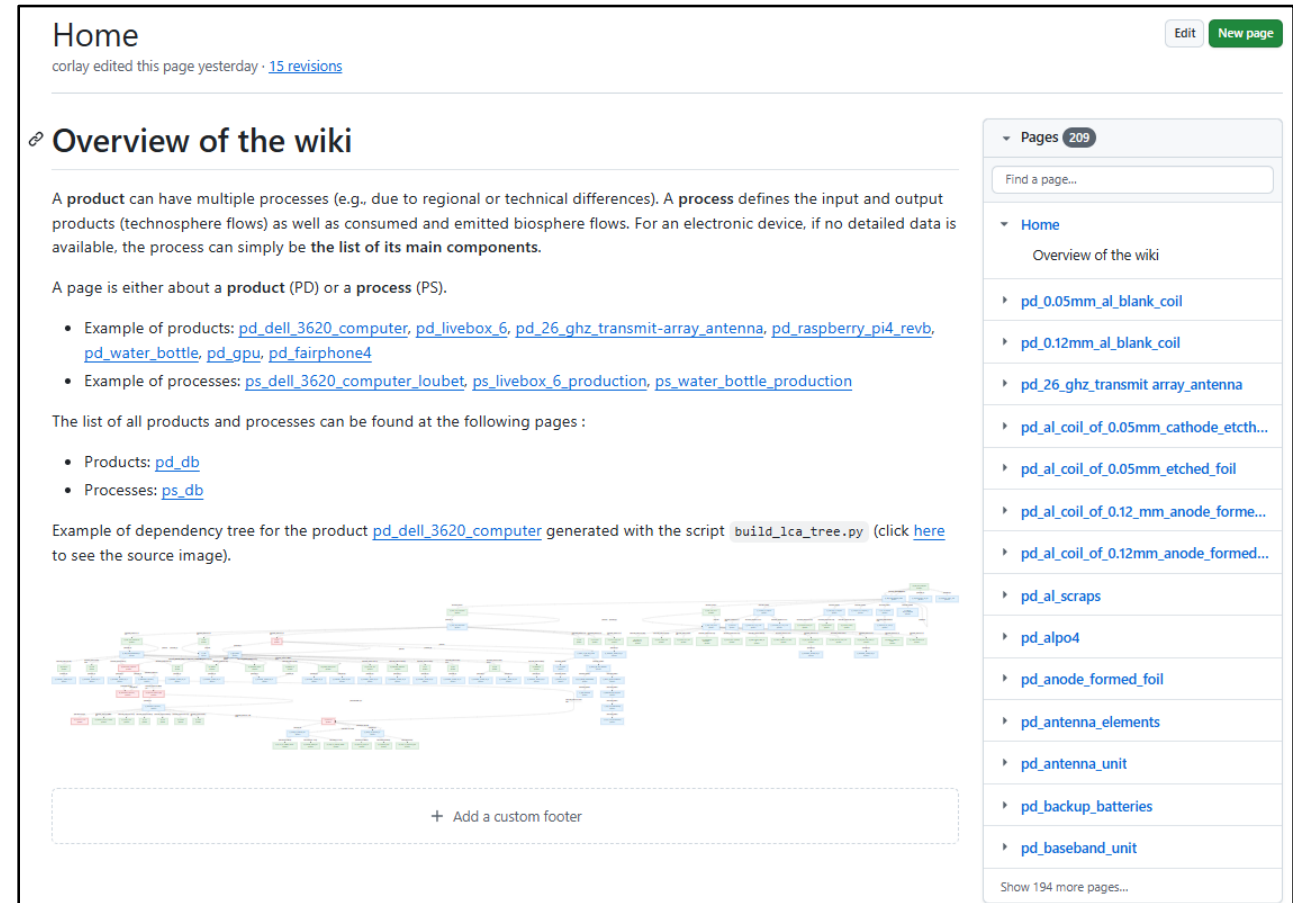 Home
Edit
New page
corlay edited this page yesterday · 15 revisions
Overview of the wiki
A product can have multiple processes (e.g., due to regional or technical differences). A process defines the input and output
products (technosphere flows) as well as consumed and emitted biosphere flows. For an electronic device, if no detailed data is
available, the process can simply be the list of its main components.
A page is either about a product (PD) or a process (PS).
• Example of products: pd_dell_3620_computer, pd_livebox_6, pd_26_ghz_transmit-array_antenna, pd_raspberry_pi4_revb,
pd_water_bottle, pd_gpu, pd_fairphone4
• Example of processes: ps_dell_3620_computer_loubet, ps_livebox_6_production, ps_water_bottle_production
The list of all products and processes can be found at the following pages :
• Products: pd_db
• Processes: ps_db
Example of dependency tree for the product pd_dell_3620_computer generated with the script build_lca_tree.py (click here
to see the source image).
+ Add a custom footer
Pages 209
Find a page...
Home
Overview of the wiki
pd_0.05mm_al_blank_coil
pd_0.12mm_al_blank_coil
pd_26_ghz_transmit array_antenna
pd_al_coil_of_0.05mm_cathode_etcth...
pd_al_coil_of_0.05mm_etched_foil
pd_al_coil_of_0.12_mm_anode_forme...
pd_al_coil_of_0.12mm_anode_formed...
pd_al_scraps
pd_alpo4
pd_anode_formed_foil
pd_antenna_elements
pd_antenna_unit
pd_backup_batteries
pd_baseband_unit
Show 194 more pages...